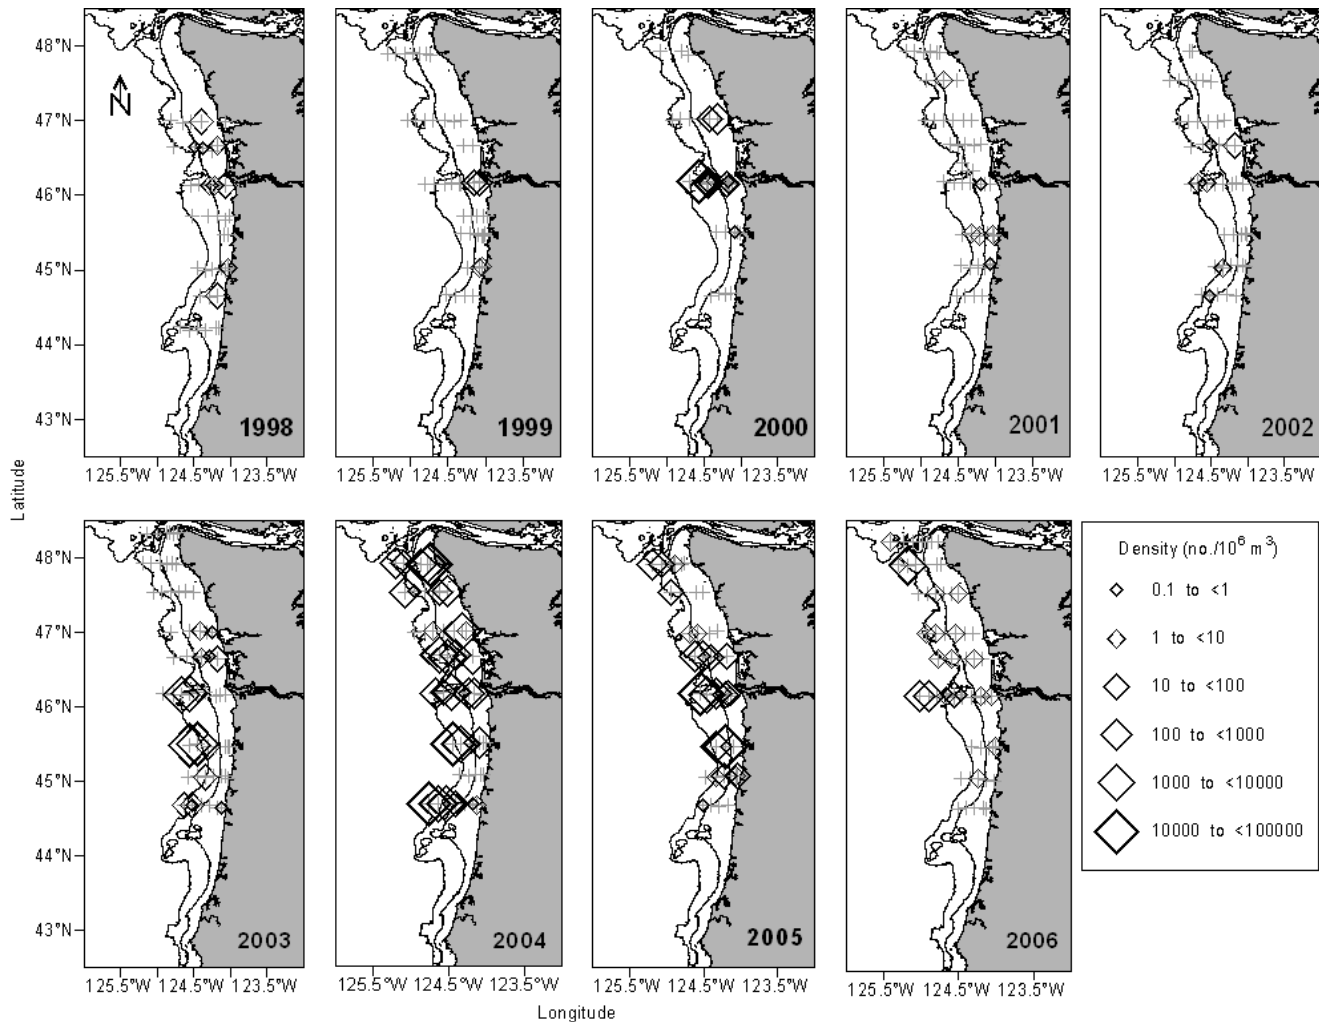 48°N
47°N
46°N
45°N
44°N
43°N
N
1998
1999
2000
2001
2002
125.5°W 124.5°W 123.5°W
125.5°W 124.5°W 123.5°W
125.5°W 124.5°W 123.5°W
125.5°W 124.5°W 123.5°W
125.5°W 124.5°W 123.5°W
Latitude
48°N
47°N
46°N
45°N
44°N
43°N
2003
2004
2005
2006
125.5°W 124.5°W 123.5°W
125.5°W 124.5°W 123.5°W
125.5°W 124.5°W 123.5°W
125.5°W 124.5°W 123.5°W
Longitude
Density (no./10⁶ m³)
0.1 to <1
1 to <10
10 to <100
100 to <1000
1000 to <10000
10000 to <100000